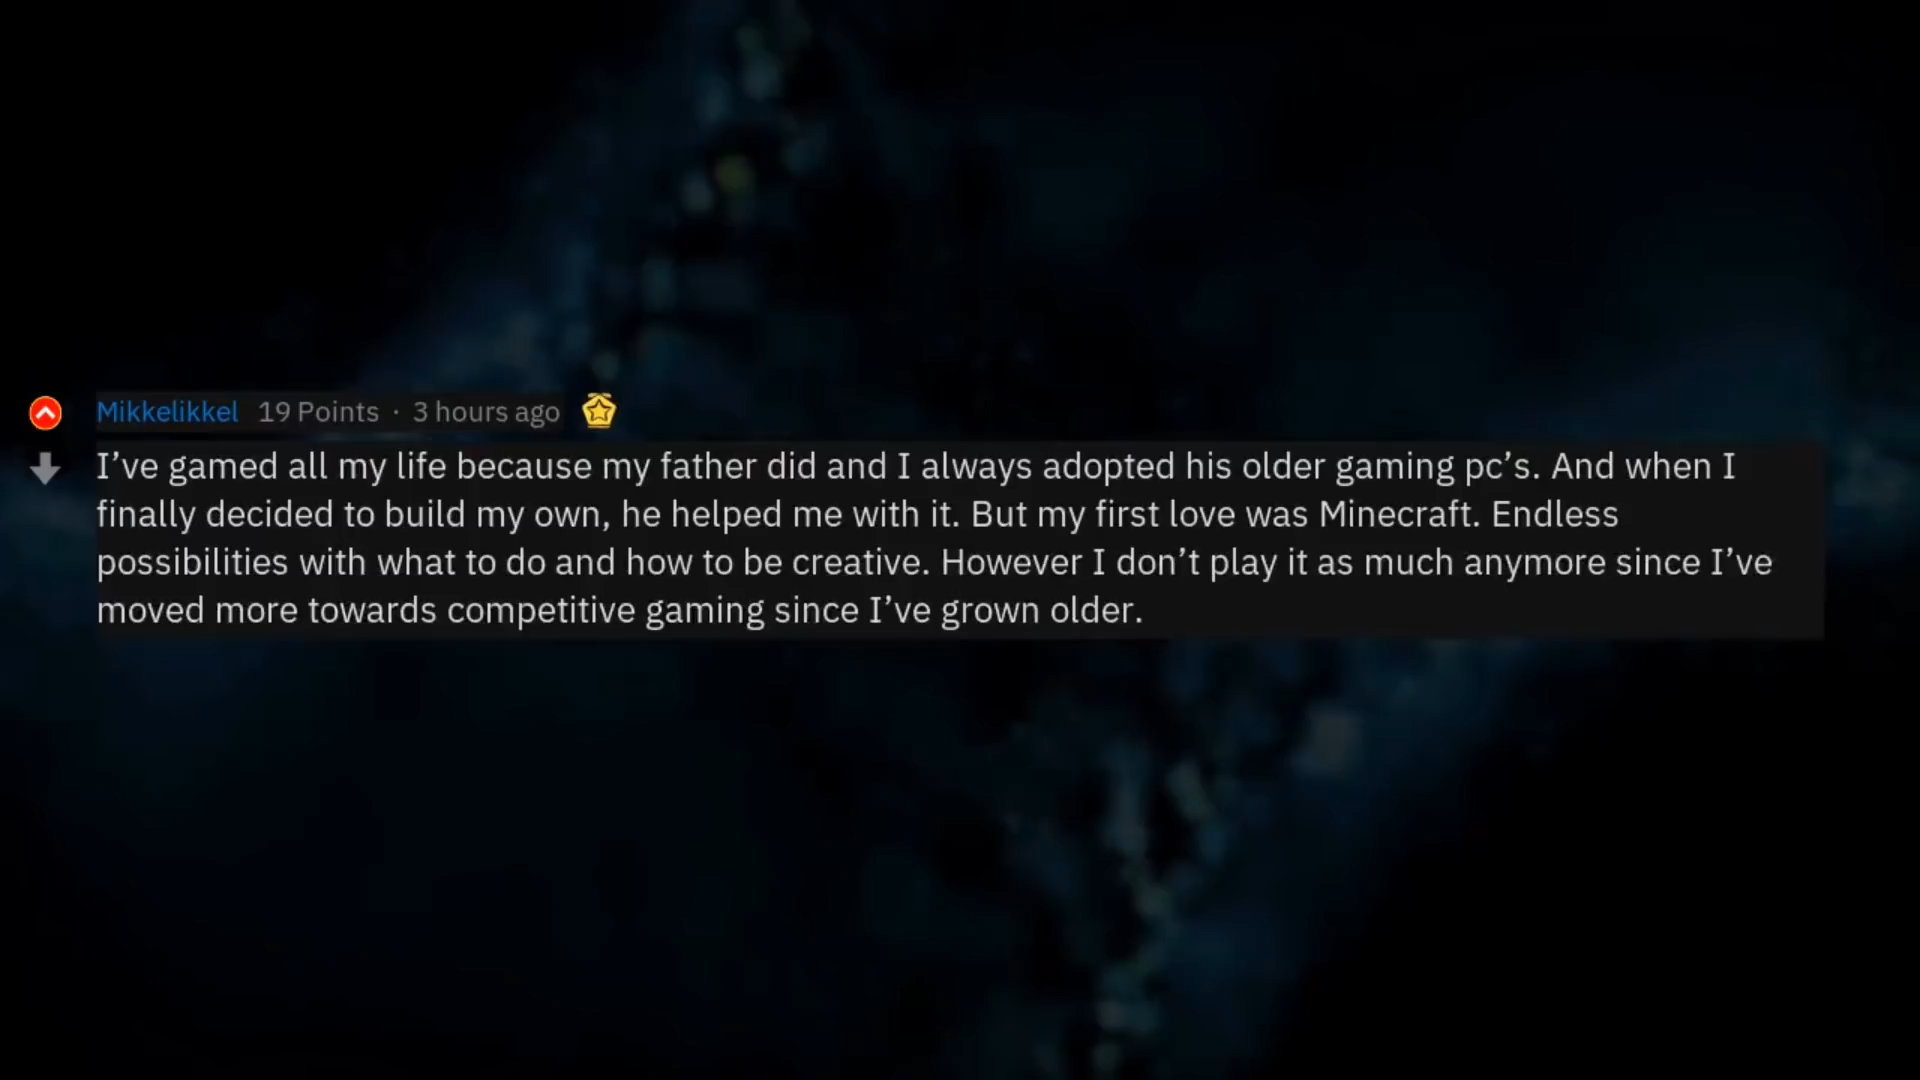 Mikkelikkel 19 Points · 3 hours ago
I’ve gamed all my life because my father did and I always adopted his older gaming pc’s. And when I
finally decided to build my own, he helped me with it. But my first love was Minecraft. Endless
possibilities with what to do and how to be creative. However I don’t play it as much anymore since I’ve
moved more towards competitive gaming since I’ve grown older.